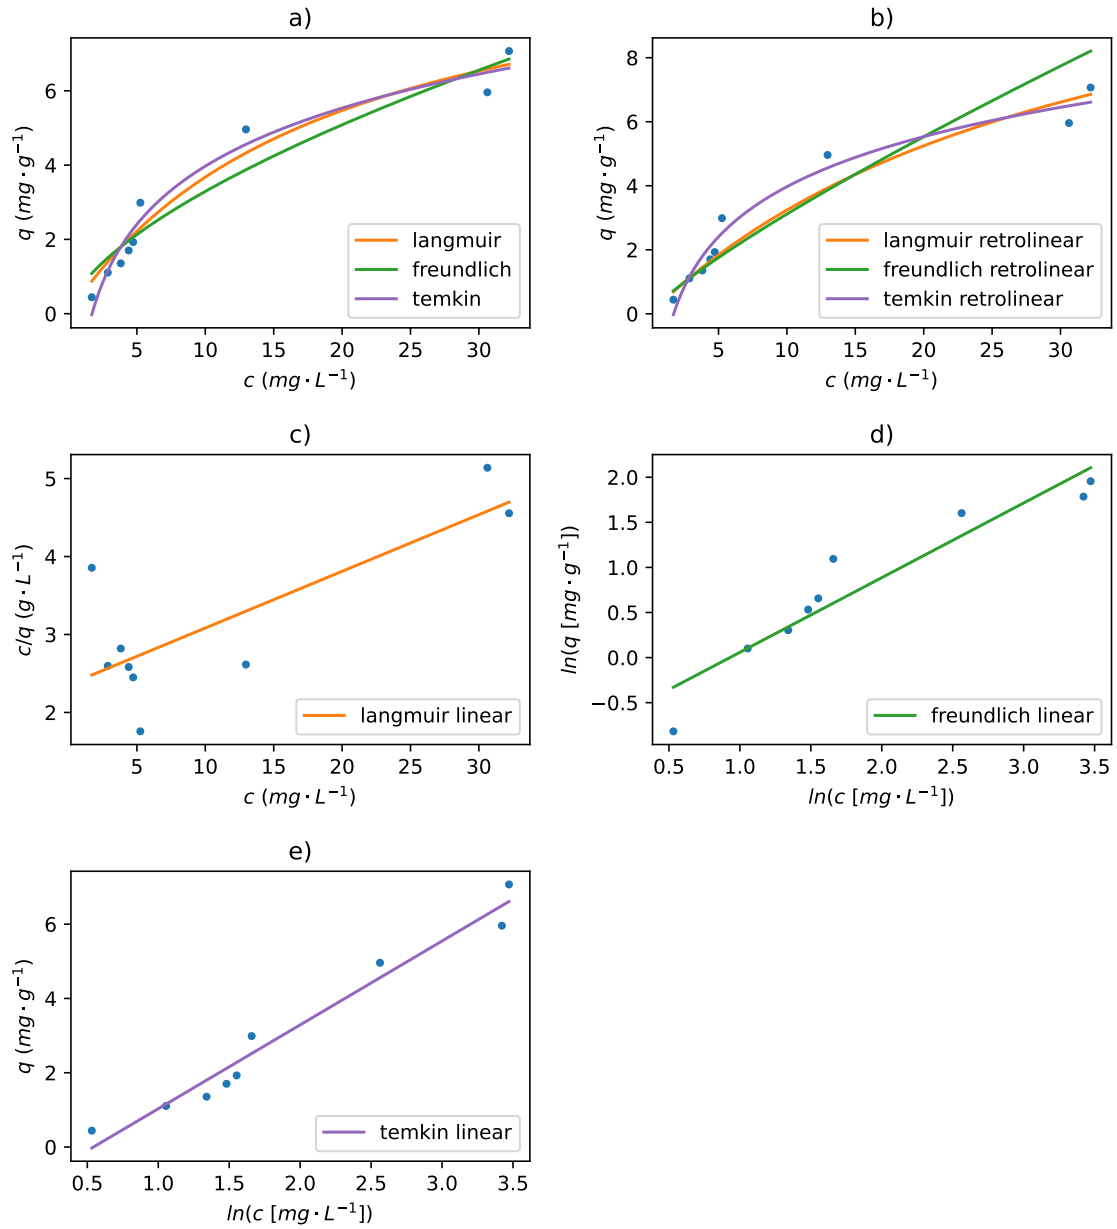 a)
q (mg · g⁻¹)
6
4
2
0
langmuir
freundlich
temkin
5 10 15 20 25 30
c (mg · L⁻¹)
b)
q (mg · g⁻¹)
8
6
4
2
0
langmuir retrolinear
freundlich retrolinear
temkin retrolinear
5 10 15 20 25 30
c (mg · L⁻¹)
c)
c/q (g · L⁻¹)
5
4
3
2
langmuir linear
5 10 15 20 25 30
c (mg · L⁻¹)
d)
ln(q [mg · g⁻¹])
2.0
1.5
1.0
0.5
0.0
−0.5
freundlich linear
0.5 1.0 1.5 2.0 2.5 3.0 3.5
ln(c [mg · L⁻¹])
e)
q (mg · g⁻¹)
6
4
2
0
temkin linear
0.5 1.0 1.5 2.0 2.5 3.0 3.5
ln(c [mg · L⁻¹])